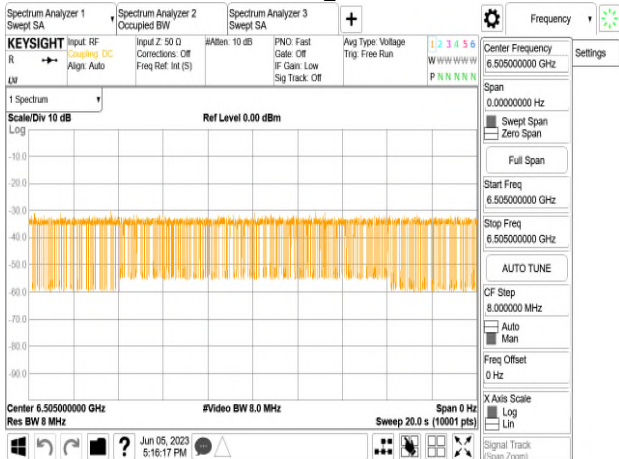 Spectrum Analyzer 1
Swept SA
Spectrum Analyzer 2
Occupied BW
Spectrum Analyzer 3
Swept SA
+
Frequency
KEYSIGHT
R
Input: RF
Coupling: DC
Align: Auto
Input Z: 50 Ω
Corrections: Off
Freq Ref: Int (S)
#Atten: 10 dB
PNO: Fast
Gate: Off
IF Gain: Low
Sig Track: Off
Avg Type: Voltage
Trig: Free Run
1 2 3 4 5 6
W W W W W W
P N N N N N
1 Spectrum
Scale/Div 10 dB
Ref Level 0.00 dBm
Log
-10.0
-20.0
-30.0
-40.0
-50.0
-60.0
-70.0
-80.0
-90.0
Center 6.505000000 GHz
#Video BW 8.0 MHz
Span 0 Hz
Res BW 8 MHz
Sweep 20.0 s (10001 pts)
?
Jun 05, 2023
5:16:17 PM
Center Frequency
6.505000000 GHz
Settings
Span
0.00000000 Hz
Swept Span
Zero Span
Full Span
Start Freq
6.505000000 GHz
Stop Freq
6.505000000 GHz
AUTO TUNE
CF Step
8.000000 MHz
Auto
Man
Freq Offset
0 Hz
X Axis Scale
Log
Lin
Signal Track
(Span Zoom)